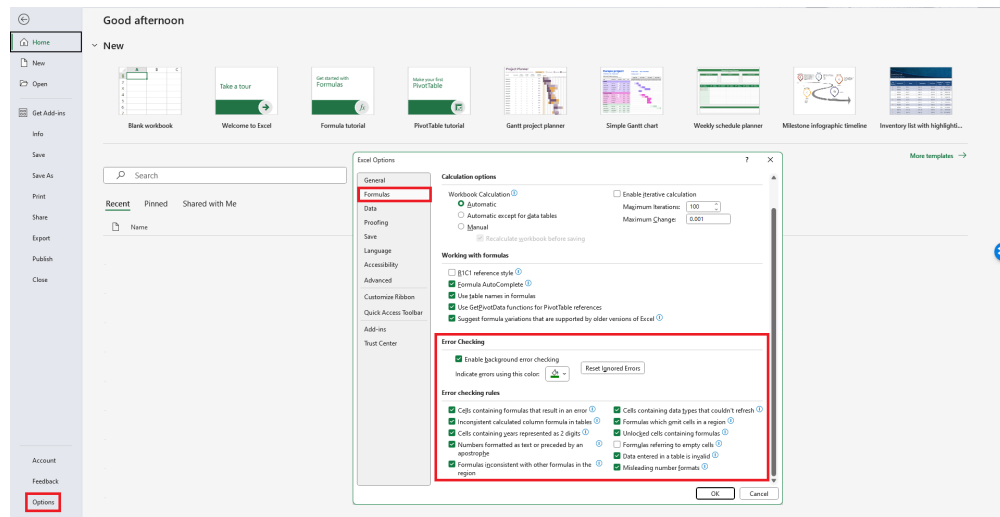 Good afternoon
Home
New
Open
Get Add-ins
Info
Save
Save As
Print
Share
Export
Publish
Close
Account
Feedback
Options
New
A B C
Take a tour
Get started with
Formulas
fx
Make your first
PivotTable
Project Planner
Blank workbook
Welcome to Excel
Formula tutorial
PivotTable tutorial
Gantt project planner
Simple Gantt chart
Weekly schedule planner
Milestone infographic timeline
Inventory list with highlighti...
More templates
Search
Recent Pinned Shared with Me
Name
Excel Options
? ×
General
Formulas
Data
Proofing
Save
Language
Accessibility
Advanced
Customize Ribbon
Quick Access Toolbar
Add-ins
Trust Center
Calculation options
Workbook Calculation
Automatic
Automatic except for data tables
Manual
Recalculate workbook before saving
Enable iterative calculation
Maximum Iterations: 100
Maximum Change: 0.001
Working with formulas
R1C1 reference style
Formula AutoComplete
Use table names in formulas
Use GetPivotData functions for PivotTable references
Suggest formula variations that are supported by older versions of Excel
Error Checking
Enable background error checking
Indicate errors using this color:
Reset Ignored Errors
Error checking rules
Cells containing formulas that result in an error
Inconsistent calculated column formula in tables
Cells containing years represented as 2 digits
Numbers formatted as text or preceded by an
apostrophe
Formulas inconsistent with other formulas in the
region
Cells containing data types that couldn't refresh
Formulas which omit cells in a region
Unlocked cells containing formulas
Formulas referring to empty cells
Data entered in a table is invalid
Misleading number formats
OK
Cancel